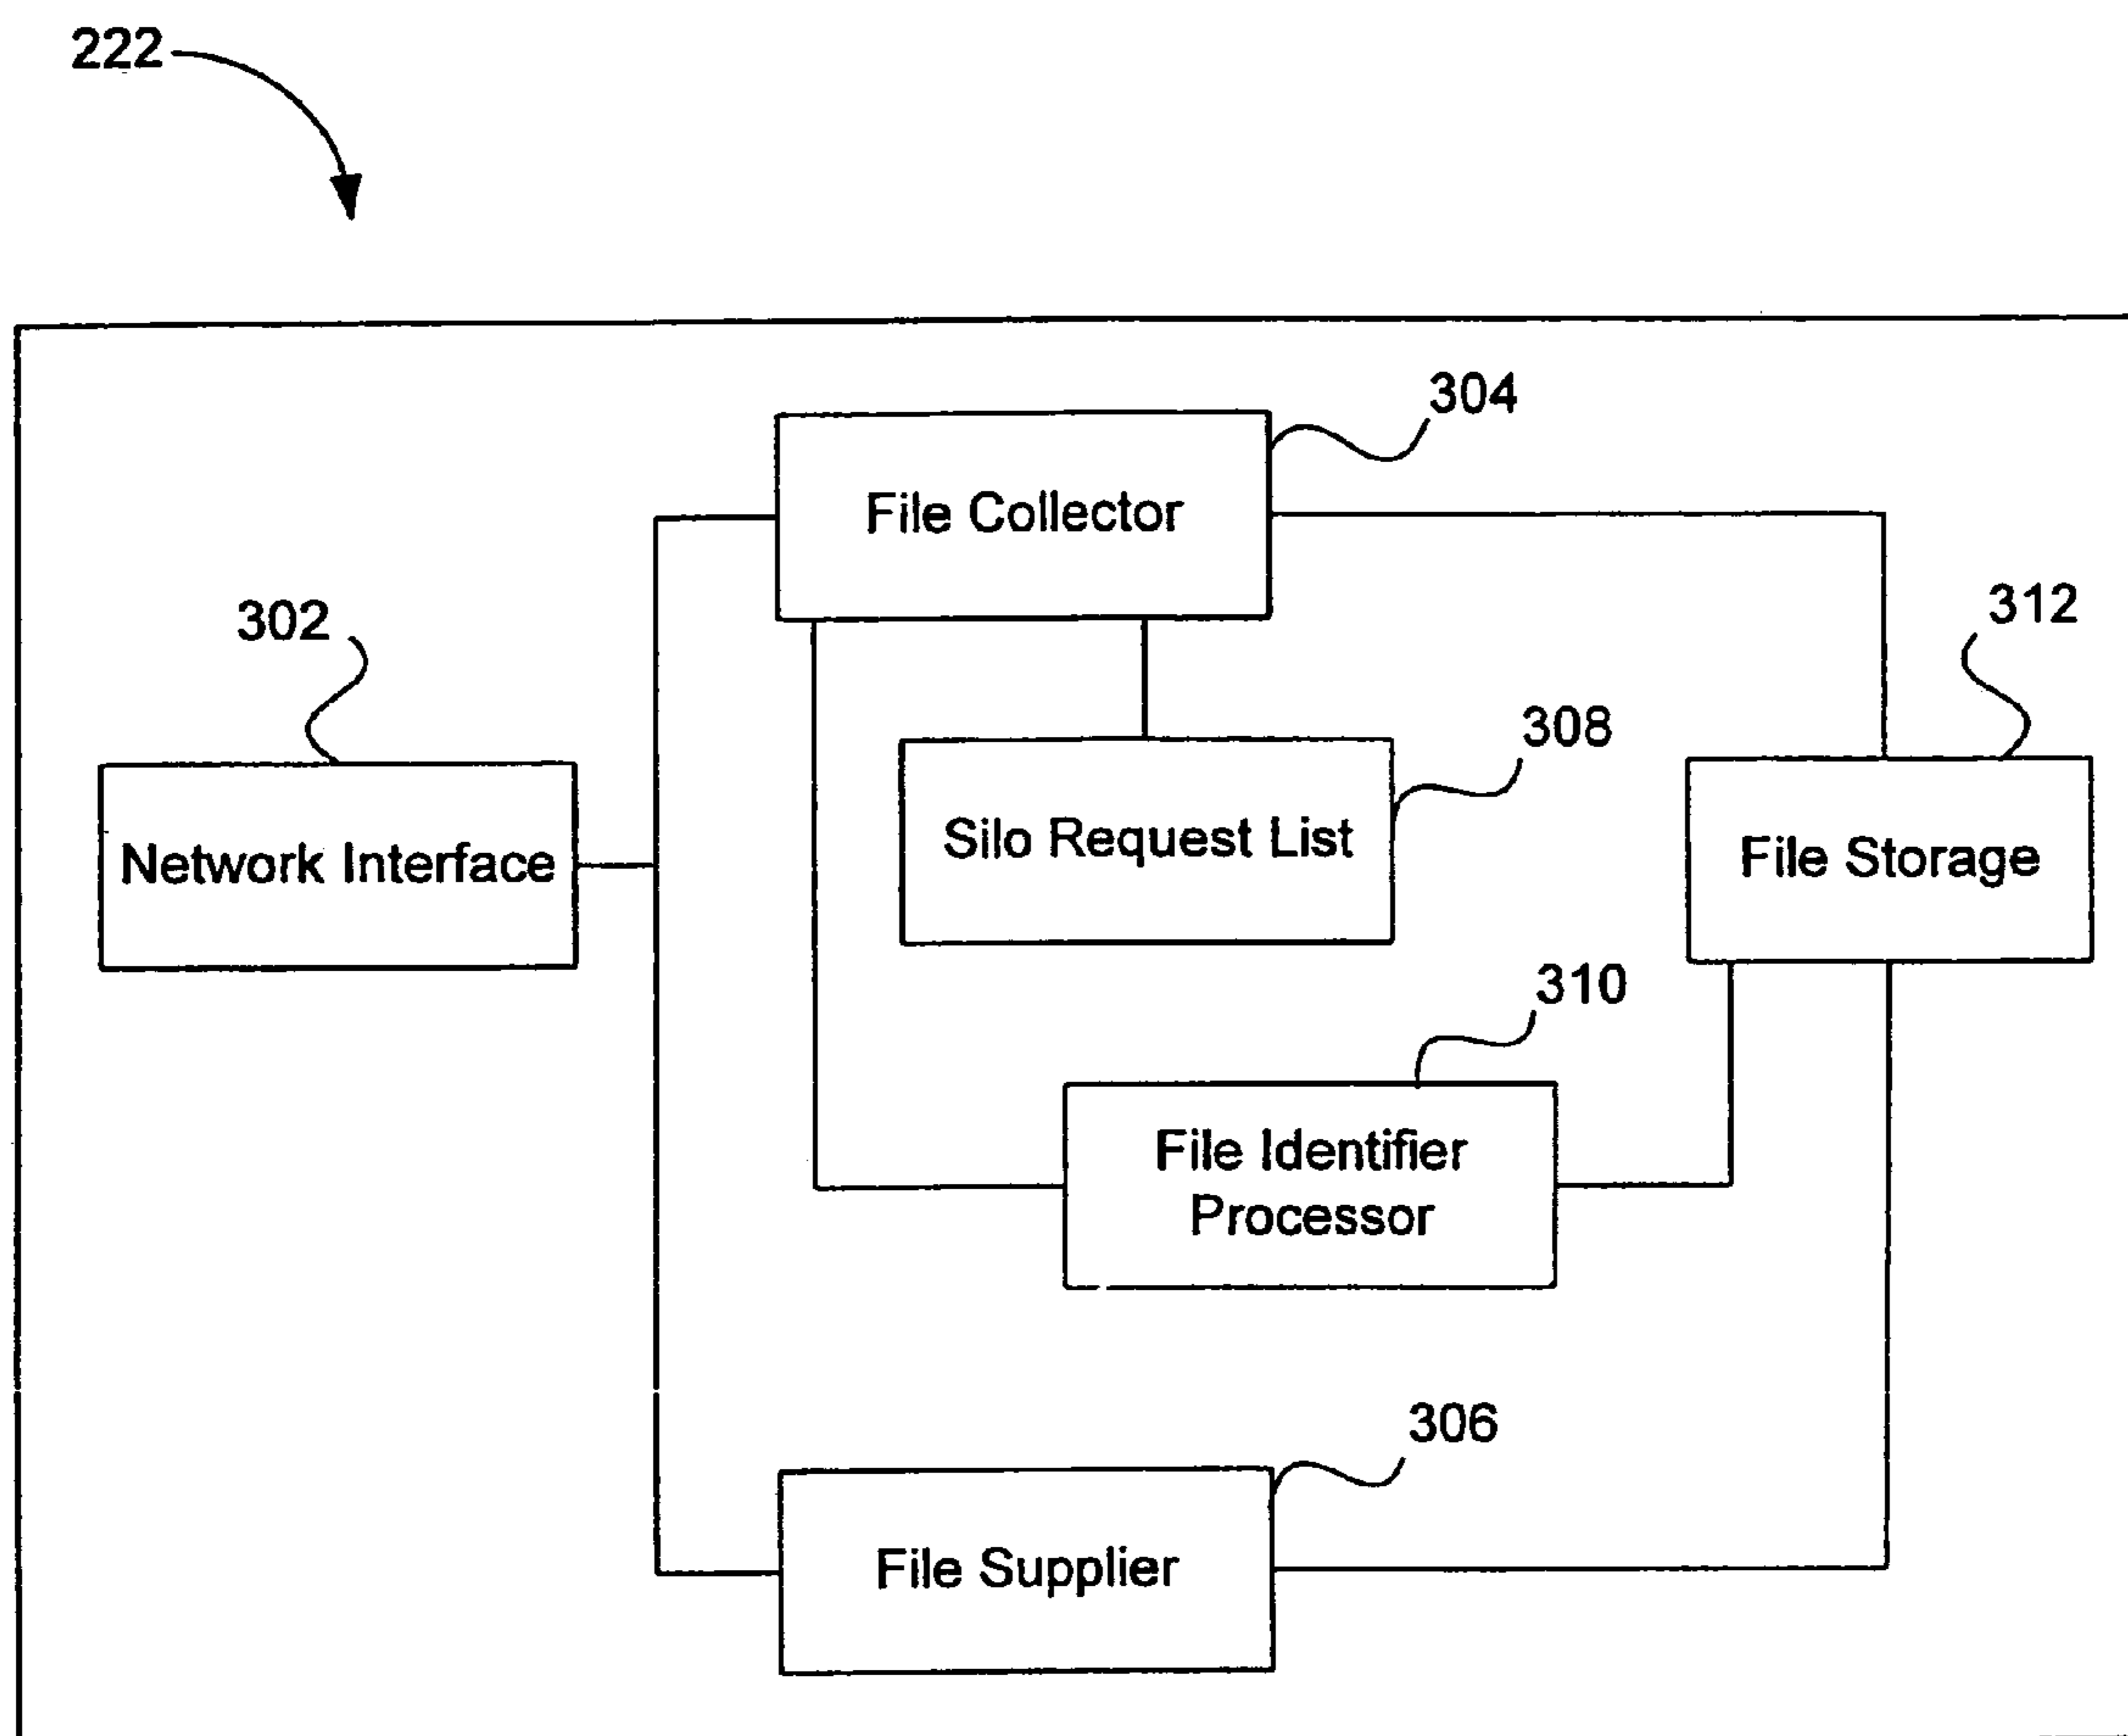 222
304
File Collector
302
312
308
Network Interface
Silo Request List
File Storage
310
File Identifier
Processor
306
File Supplier